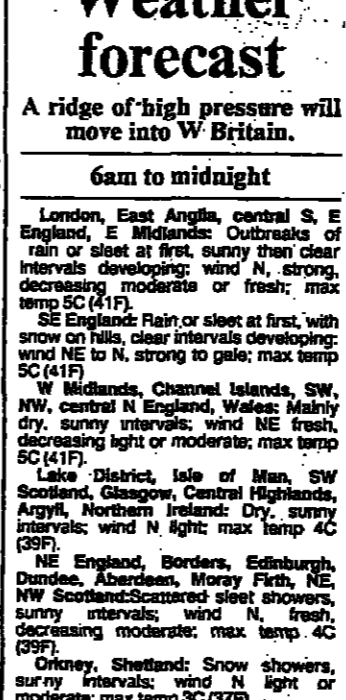 Weather
forecast
A ridge of high pressure will
move into W Britain.
6am to midnight
London, East Anglia, central S, E
England, E Midlands: Outbreaks of
rain or sleet at first, sunny then clear
intervals developing; wind N, strong,
decreasing moderate or fresh; max
temp 5C (41F).
SE England: Rain or sleet at first, with
snow on hills, clear intervals developing:
wind NE to N, strong to gale; max temp
5C (41F)
W Midlands, Channel Islands, SW,
NW, central N England, Wales: Mainly
dry, sunny intervals; wind NE fresh,
decreasing light or moderate; max temp
5C (41F).
Lake District, Isle of Man, SW
Scotland, Glasgow, Central Highlands,
Argyll, Northern Ireland: Dry, sunny
intervals; wind N light; max temp 4C
(39F).
NE England, Borders, Edinburgh,
Dundee, Aberdeen, Moray Firth, NE,
NW Scotland:Scattered sleet showers,
sunny intervals; wind N, fresh,
decreasing moderate; max temp 4C
(39F).
Orkney, Shetland: Snow showers,
sunny intervals; wind N light or
moderate; max temp 3C (37F).